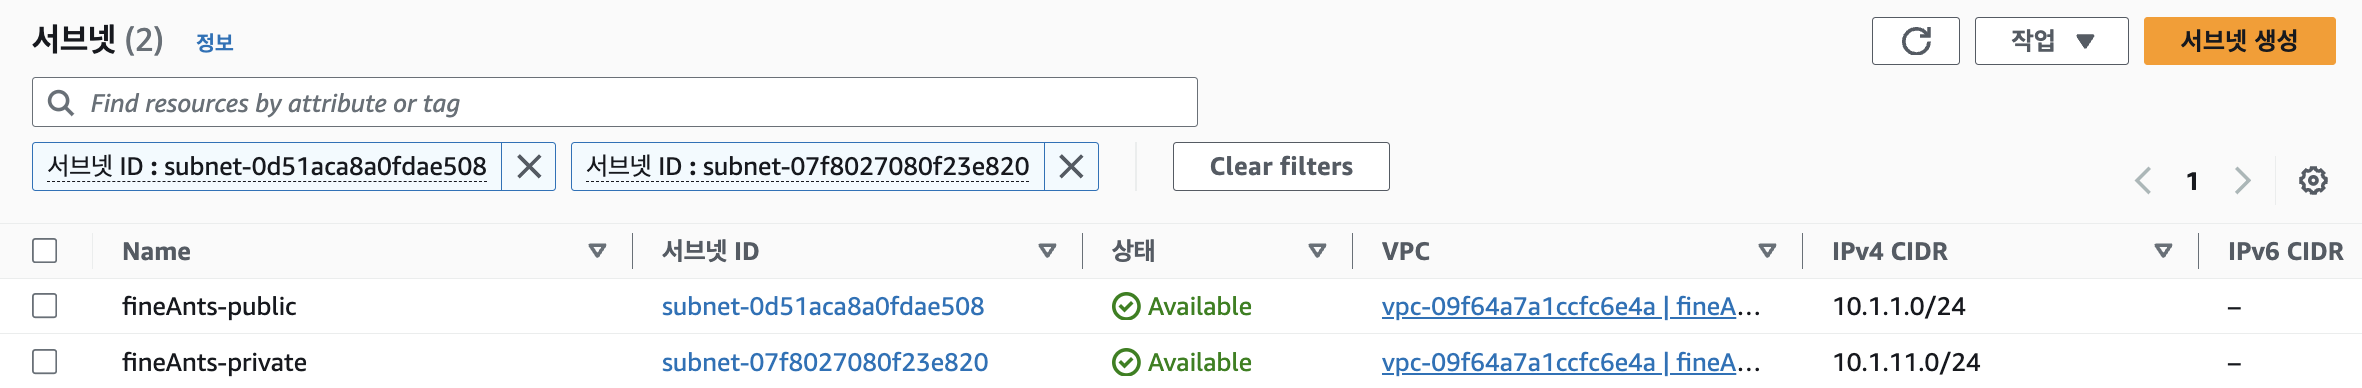 서브넷 (2) 정보
작업
서브넷 생성
Find resources by attribute or tag
서브넷 ID : subnet-0d51aca8a0fdae508
서브넷 ID : subnet-07f8027080f23e820
Clear filters
1
Name 서브넷 ID 상태 VPC IPv4 CIDR IPv6 CIDR
fineAnts-public subnet-0d51aca8a0fdae508 Available vpc-09f64a7a1ccfc6e4a | fineA... 10.1.1.0/24 –
fineAnts-private subnet-07f8027080f23e820 Available vpc-09f64a7a1ccfc6e4a | fineA... 10.1.11.0/24 –